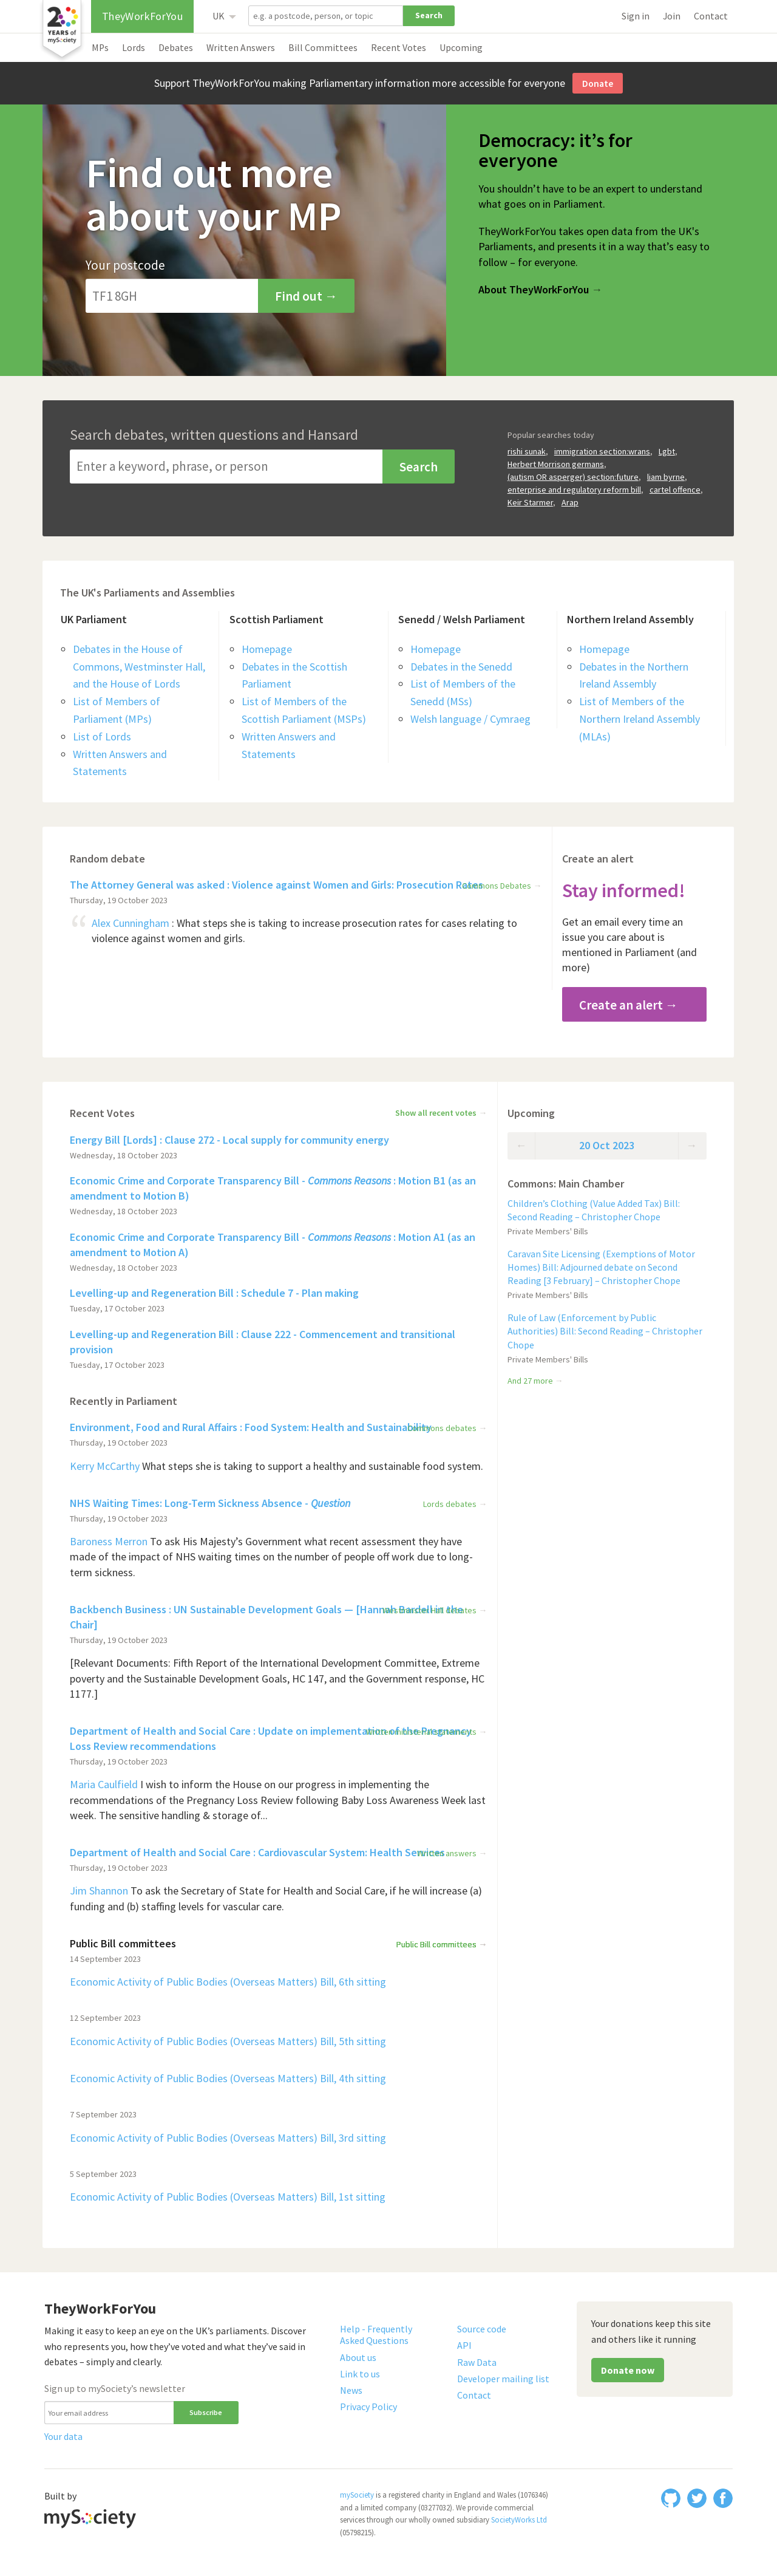 20
YEARS of
mySociety
TheyWorkForYou
UK
e.g. a postcode, person, or topic
Search
Sign in
Join
Contact
MPs
Lords
Debates
Written Answers
Bill Committees
Recent Votes
Upcoming
Support TheyWorkForYou making Parliamentary information more accessible for everyone
Donate
Find out more
about your MP
Your postcode
TF1 8GH
Find out →
Democracy: it’s for
everyone
You shouldn’t have to be an expert to understand
what goes on in Parliament.
TheyWorkForYou takes open data from the UK's
Parliaments, and presents it in a way that’s easy to
follow – for everyone.
About TheyWorkForYou →
Search debates, written questions and Hansard
Enter a keyword, phrase, or person
Search
Popular searches today
rishi sunak, immigration section:wrans, Lgbt,
Herbert Morrison germans,
(autism OR asperger) section:future, liam byrne,
enterprise and regulatory reform bill, cartel offence,
Keir Starmer, Arap
The UK's Parliaments and Assemblies
UK Parliament
Debates in the House of
Commons, Westminster Hall,
and the House of Lords
List of Members of
Parliament (MPs)
List of Lords
Written Answers and
Statements
Scottish Parliament
Homepage
Debates in the Scottish
Parliament
List of Members of the
Scottish Parliament (MSPs)
Written Answers and
Statements
Senedd / Welsh Parliament
Homepage
Debates in the Senedd
List of Members of the
Senedd (MSs)
Welsh language / Cymraeg
Northern Ireland Assembly
Homepage
Debates in the Northern
Ireland Assembly
List of Members of the
Northern Ireland Assembly
(MLAs)
Random debate
The Attorney General was asked : Violence against Women and Girls: Prosecution Rates
Commons Debates →
Thursday, 19 October 2023
“ Alex Cunningham : What steps she is taking to increase prosecution rates for cases relating to
violence against women and girls.
Create an alert
Stay informed!
Get an email every time an
issue you care about is
mentioned in Parliament (and
more)
Create an alert →
Recent Votes
Show all recent votes →
Energy Bill [Lords] : Clause 272 - Local supply for community energy
Wednesday, 18 October 2023
Economic Crime and Corporate Transparency Bill - Commons Reasons : Motion B1 (as an
amendment to Motion B)
Wednesday, 18 October 2023
Economic Crime and Corporate Transparency Bill - Commons Reasons : Motion A1 (as an
amendment to Motion A)
Wednesday, 18 October 2023
Levelling-up and Regeneration Bill : Schedule 7 - Plan making
Tuesday, 17 October 2023
Levelling-up and Regeneration Bill : Clause 222 - Commencement and transitional
provision
Tuesday, 17 October 2023
Recently in Parliament
Environment, Food and Rural Affairs : Food System: Health and Sustainability
Commons debates →
Thursday, 19 October 2023
Kerry McCarthy What steps she is taking to support a healthy and sustainable food system.
NHS Waiting Times: Long-Term Sickness Absence - Question
Lords debates →
Thursday, 19 October 2023
Baroness Merron To ask His Majesty’s Government what recent assessment they have
made of the impact of NHS waiting times on the number of people off work due to long-
term sickness.
Backbench Business : UN Sustainable Development Goals — [Hannah Bardell in the
Chair]
Westminster Hall debates →
Thursday, 19 October 2023
[Relevant Documents: Fifth Report of the International Development Committee, Extreme
poverty and the Sustainable Development Goals, HC 147, and the Government response, HC
1177.]
Department of Health and Social Care : Update on implementation of the Pregnancy
Loss Review recommendations
Written ministerial statements →
Thursday, 19 October 2023
Maria Caulfield I wish to inform the House on our progress in implementing the
recommendations of the Pregnancy Loss Review following Baby Loss Awareness Week last
week. The sensitive handling & storage of...
Department of Health and Social Care : Cardiovascular System: Health Services
Written answers →
Thursday, 19 October 2023
Jim Shannon To ask the Secretary of State for Health and Social Care, if he will increase (a)
funding and (b) staffing levels for vascular care.
Public Bill committees
Public Bill committees →
14 September 2023
Economic Activity of Public Bodies (Overseas Matters) Bill, 6th sitting
12 September 2023
Economic Activity of Public Bodies (Overseas Matters) Bill, 5th sitting
Economic Activity of Public Bodies (Overseas Matters) Bill, 4th sitting
7 September 2023
Economic Activity of Public Bodies (Overseas Matters) Bill, 3rd sitting
5 September 2023
Economic Activity of Public Bodies (Overseas Matters) Bill, 1st sitting
Upcoming
← 20 Oct 2023 →
Commons: Main Chamber
Children’s Clothing (Value Added Tax) Bill:
Second Reading – Christopher Chope
Private Members' Bills
Caravan Site Licensing (Exemptions of Motor
Homes) Bill: Adjourned debate on Second
Reading [3 February] – Christopher Chope
Private Members' Bills
Rule of Law (Enforcement by Public
Authorities) Bill: Second Reading – Christopher
Chope
Private Members' Bills
And 27 more →
TheyWorkForYou
Making it easy to keep an eye on the UK’s parliaments. Discover
who represents you, how they’ve voted and what they’ve said in
debates – simply and clearly.
Sign up to mySociety’s newsletter
Your email address
Subscribe
Your data
Help - Frequently
Asked Questions
About us
Link to us
News
Privacy Policy
Source code
API
Raw Data
Developer mailing list
Contact
Your donations keep this site
and others like it running
Donate now
Built by
mySociety
mySociety is a registered charity in England and Wales (1076346)
and a limited company (03277032). We provide commercial
services through our wholly owned subsidiary SocietyWorks Ltd
(05798215).